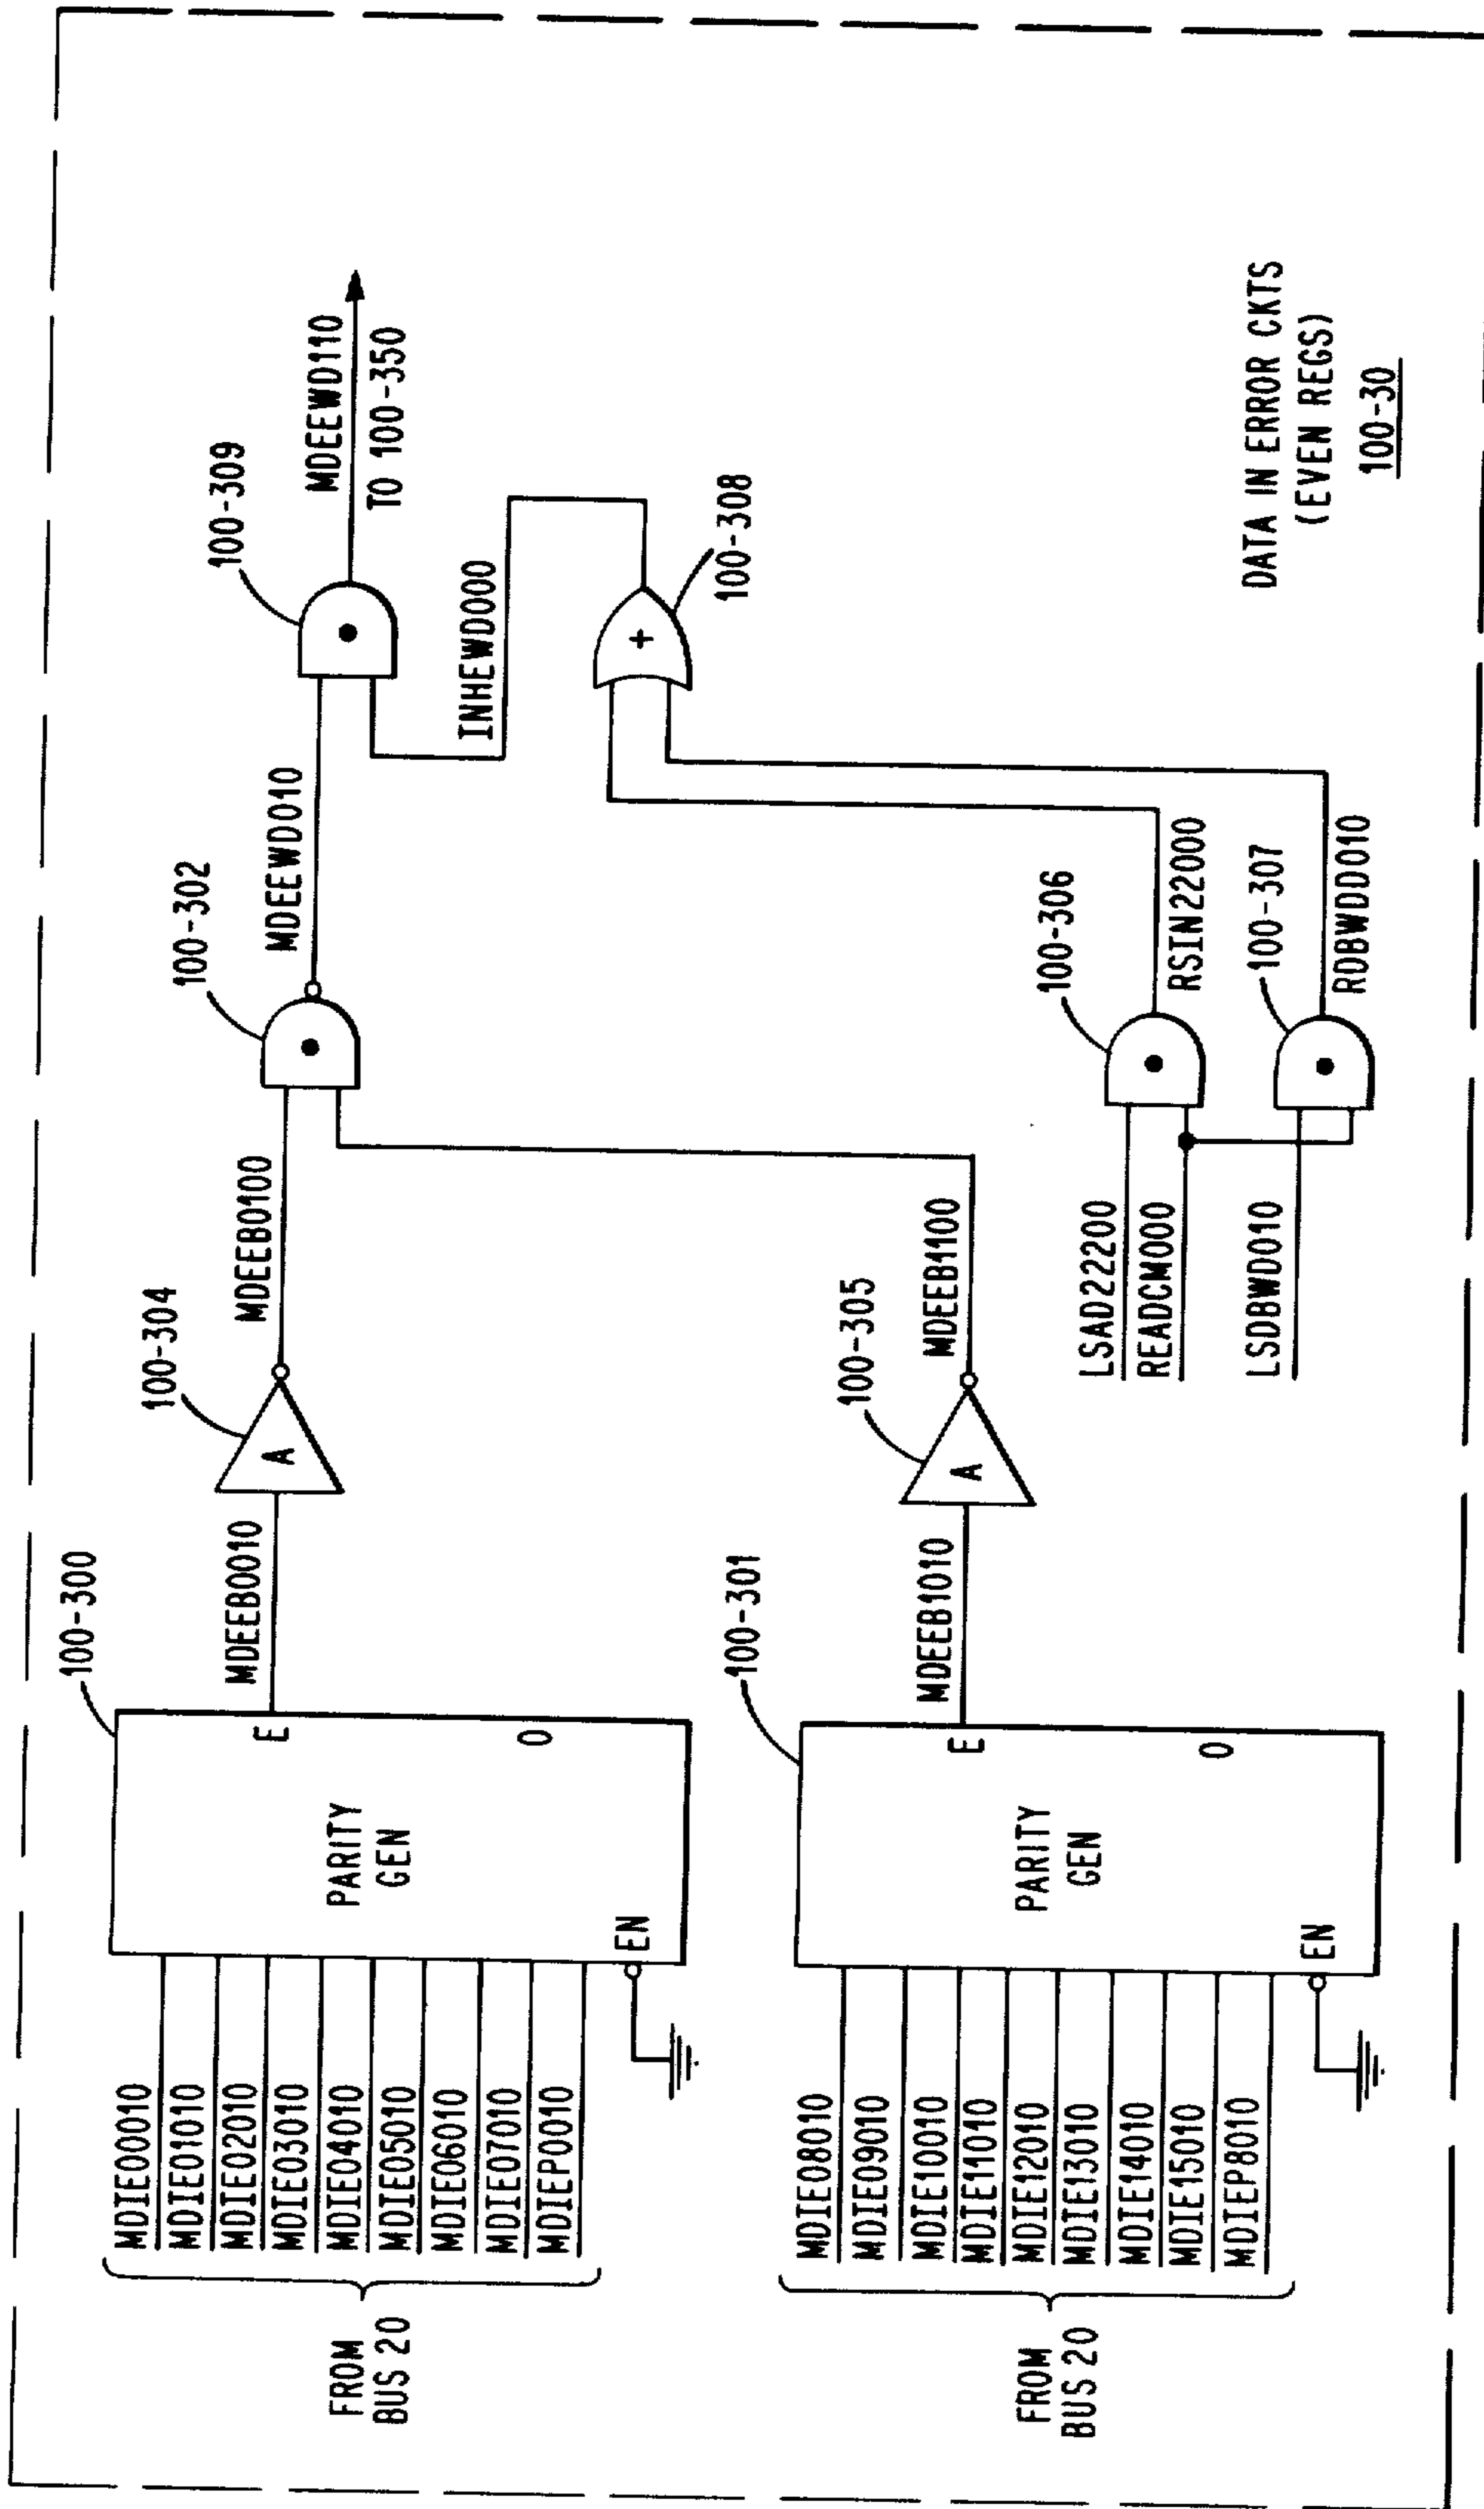 100-300
MDIE00010
MDIE01010
MDIE02010
MDIE03010
MDIE04010
MDIE05010
MDIE06010
MDIE07010
MDIEP0010
FROM
BUS 20
PARITY
GEN
E
O
EN
MDEEB0010
100-304
A
MDEEB0100
100-302
MDEEWD010
100-309
MDEEWD110
TO 100-350
INHEWD000
100-308
+
100-301
MDIE08010
MDIE09010
MDIE10010
MDIE11010
MDIE12010
MDIE13010
MDIE14010
MDIE15010
MDIEP8010
FROM
BUS 20
PARITY
GEN
E
O
EN
MDEEB1010
100-305
A
MDEEB1100
LSAD22200
READCM000
LSDBWD010
100-306
RSIN22000
100-307
RDBWDD010
DATA IN ERROR CKTS
(EVEN REGS)
100-30